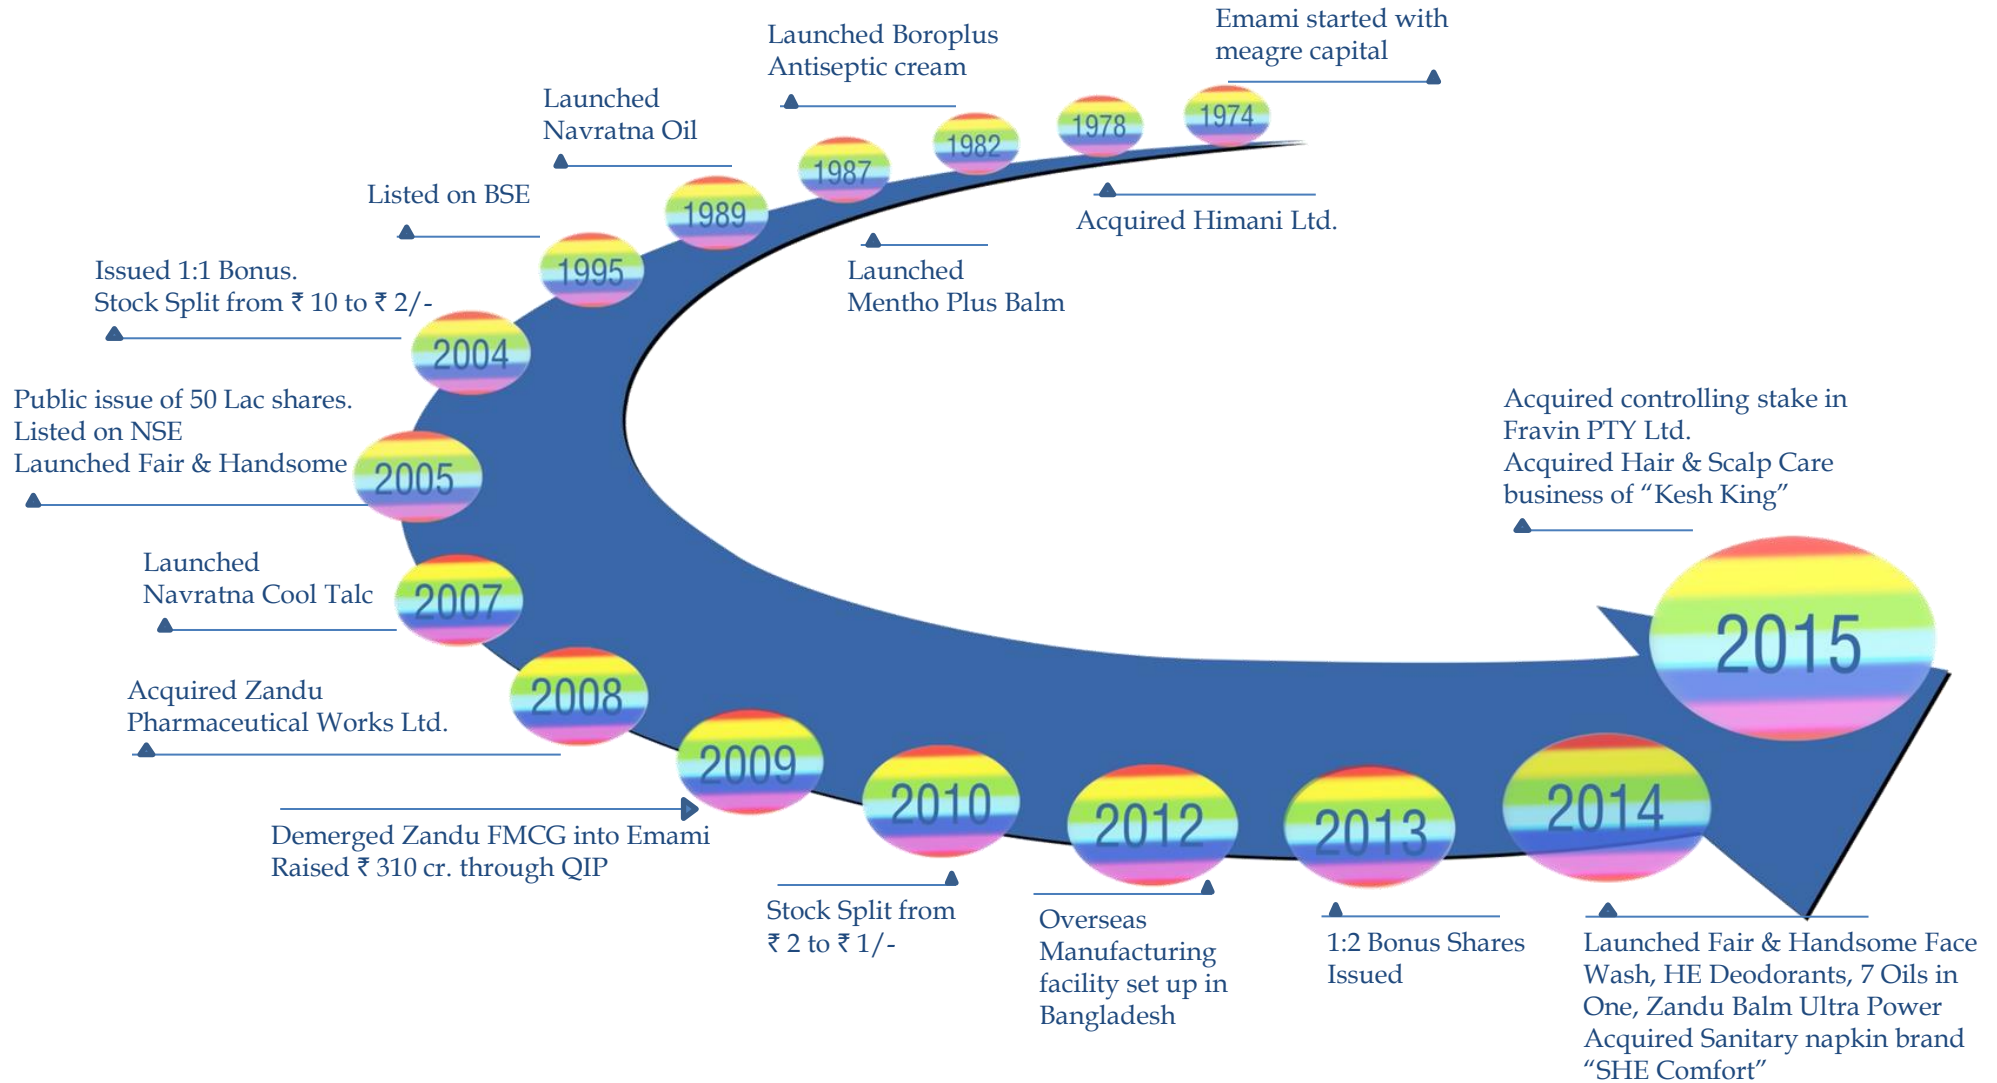 Emami started with
meagre capital
1974
1978
Acquired Himani Ltd.
Launched Boroplus
Antiseptic cream
1982
1987
Launched
Mentho Plus Balm
Launched
Navratna Oil
1989
Listed on BSE
1995
Issued 1:1 Bonus.
Stock Split from ₹ 10 to ₹ 2/-
2004
Public issue of 50 Lac shares.
Listed on NSE
Launched Fair & Handsome
2005
Launched
Navratna Cool Talc
2007
Acquired Zandu
Pharmaceutical Works Ltd.
2008
2009
Demerged Zandu FMCG into Emami
Raised ₹ 310 cr. through QIP
2010
Stock Split from
₹ 2 to ₹ 1/-
2012
Overseas
Manufacturing
facility set up in
Bangladesh
2013
1:2 Bonus Shares
Issued
2014
Launched Fair & Handsome Face
Wash, HE Deodorants, 7 Oils in
One, Zandu Balm Ultra Power
Acquired Sanitary napkin brand
“SHE Comfort”
Acquired controlling stake in
Fravin PTY Ltd.
Acquired Hair & Scalp Care
business of “Kesh King”
2015